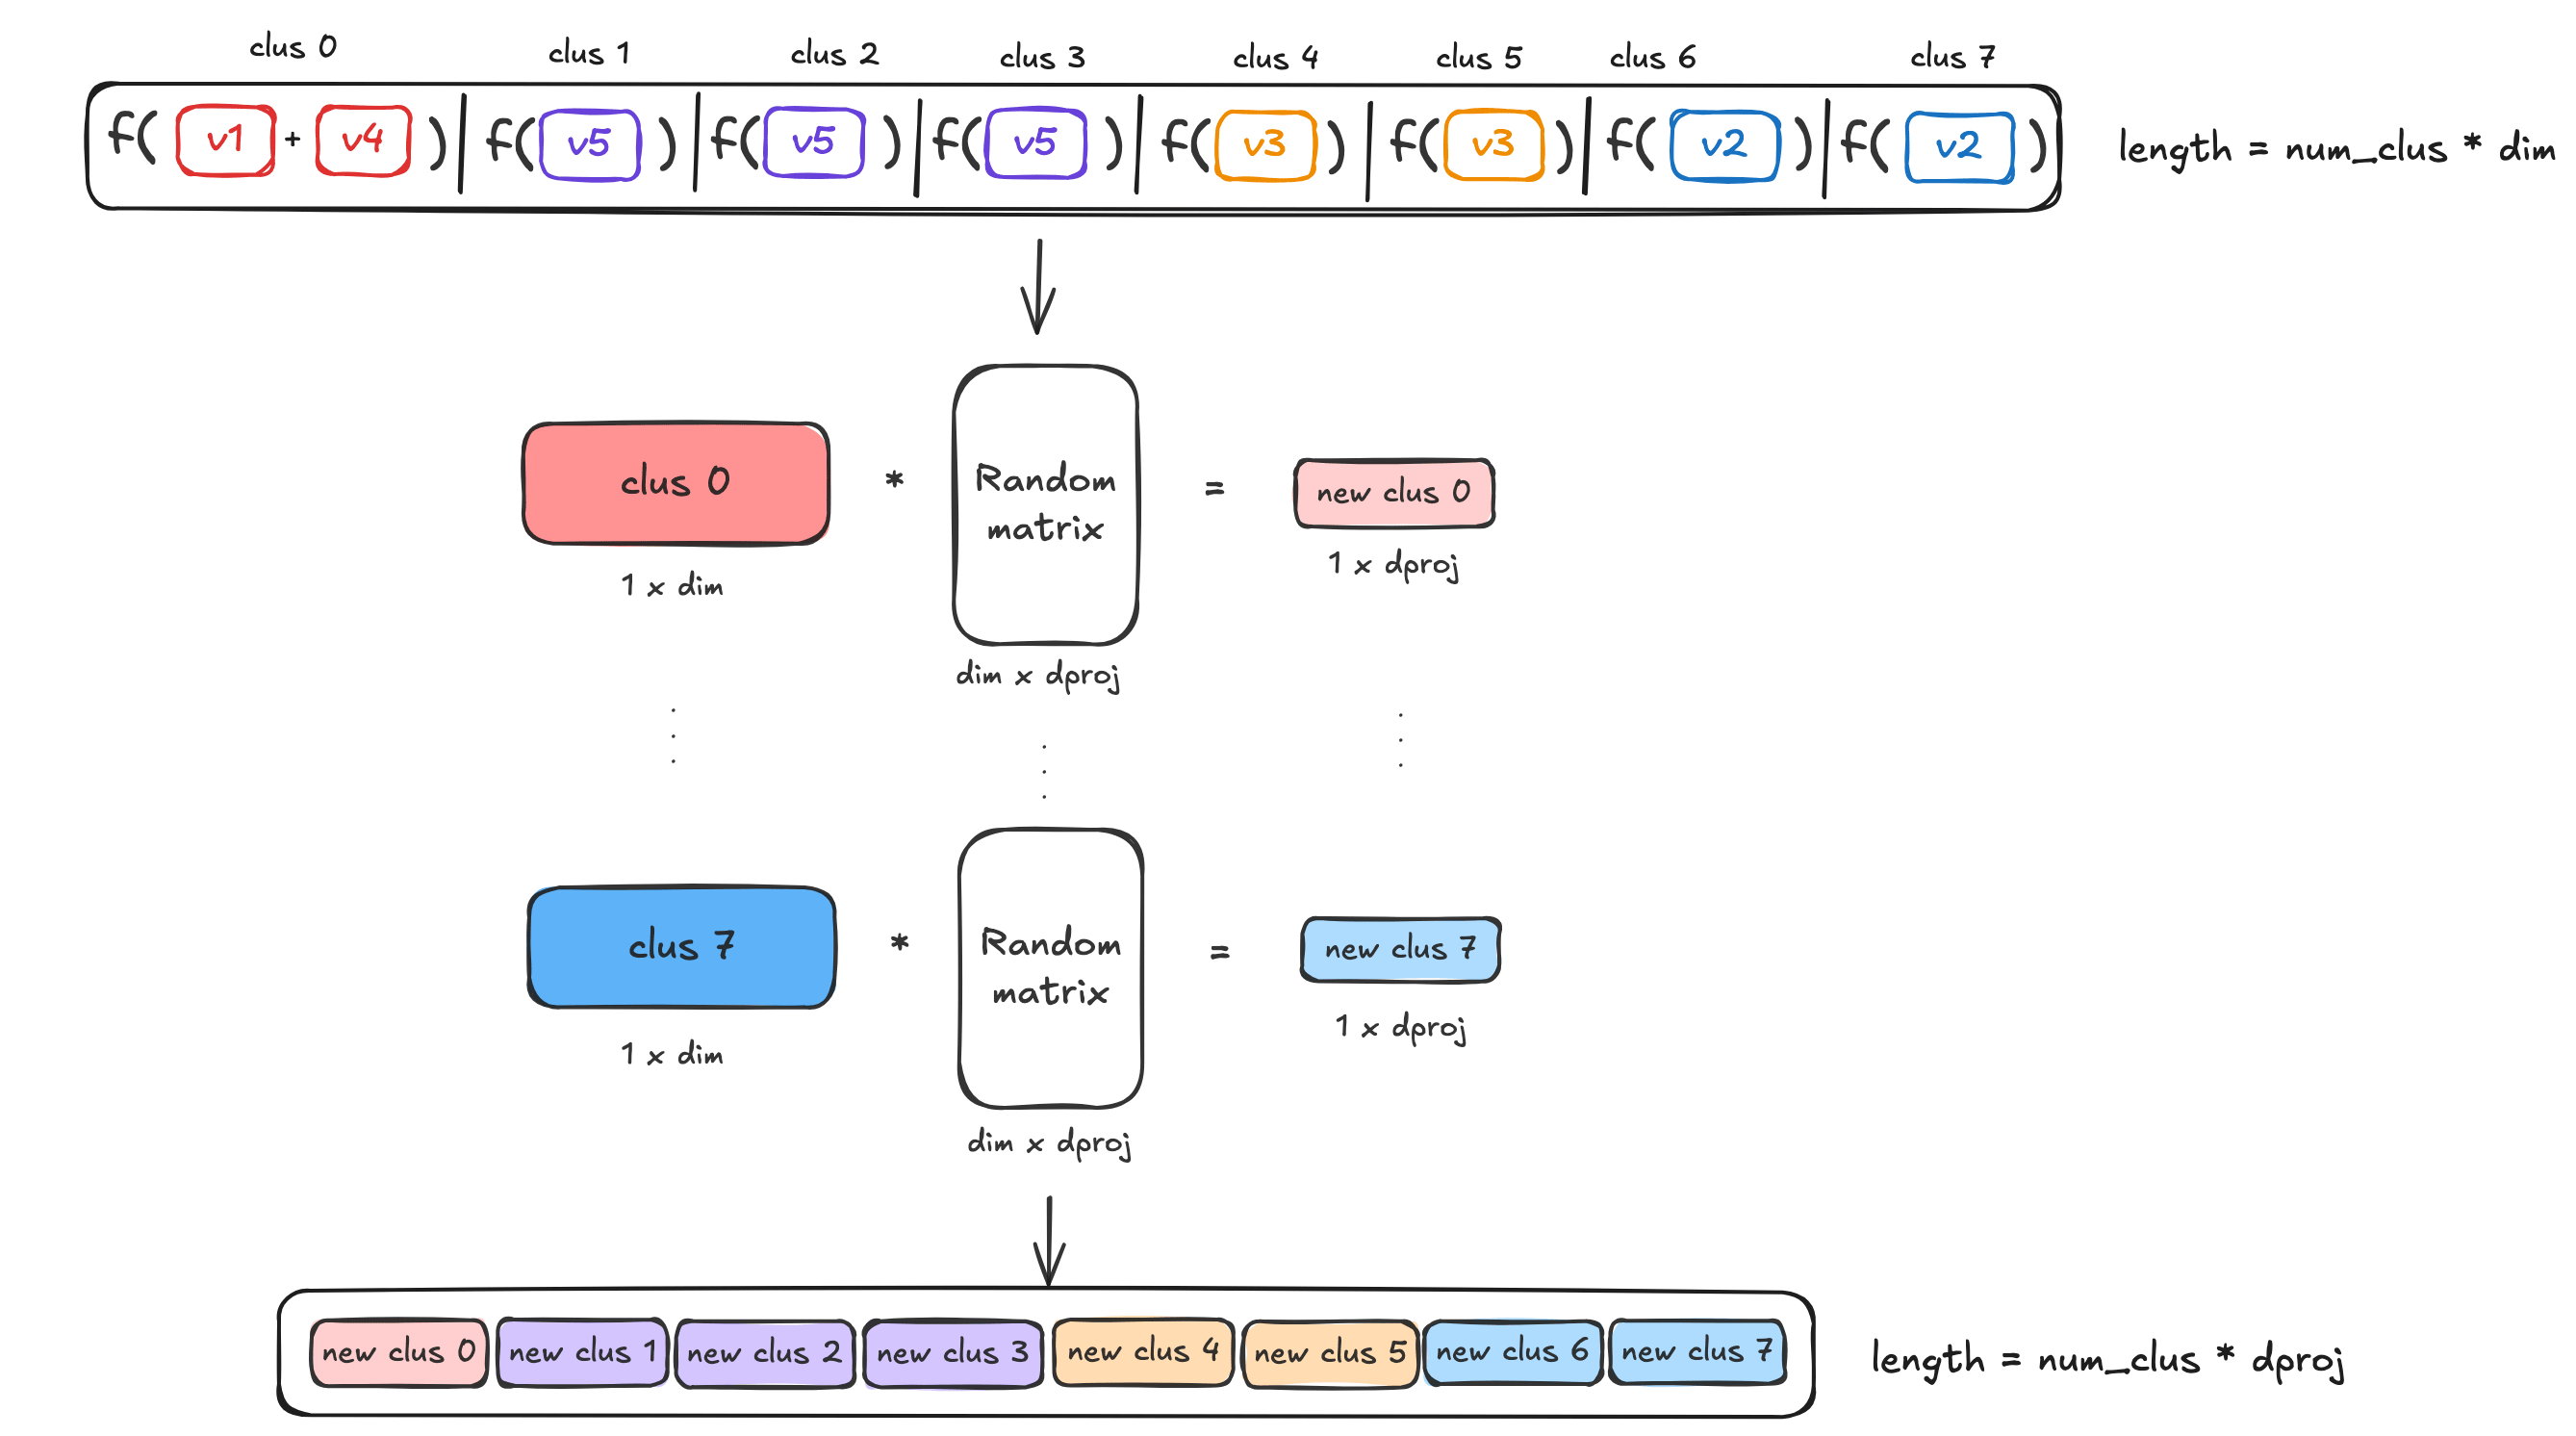 clus 0 clus 1 clus 2 clus 3 clus 4 clus 5 clus 6 clus 7
f( v1 + v4 ) | f( v5 ) | f( v5 ) | f( v5 ) | f( v3 ) | f( v3 ) | f( v2 ) | f( v2 )
length = num_clus * dim
clus 0 * Random matrix = new clus 0
1 x dim
dim x dproj
1 x dproj
clus 7 * Random matrix = new clus 7
1 x dim
dim x dproj
1 x dproj
new clus 0 new clus 1 new clus 2 new clus 3 new clus 4 new clus 5 new clus 6 new clus 7
length = num_clus * dproj